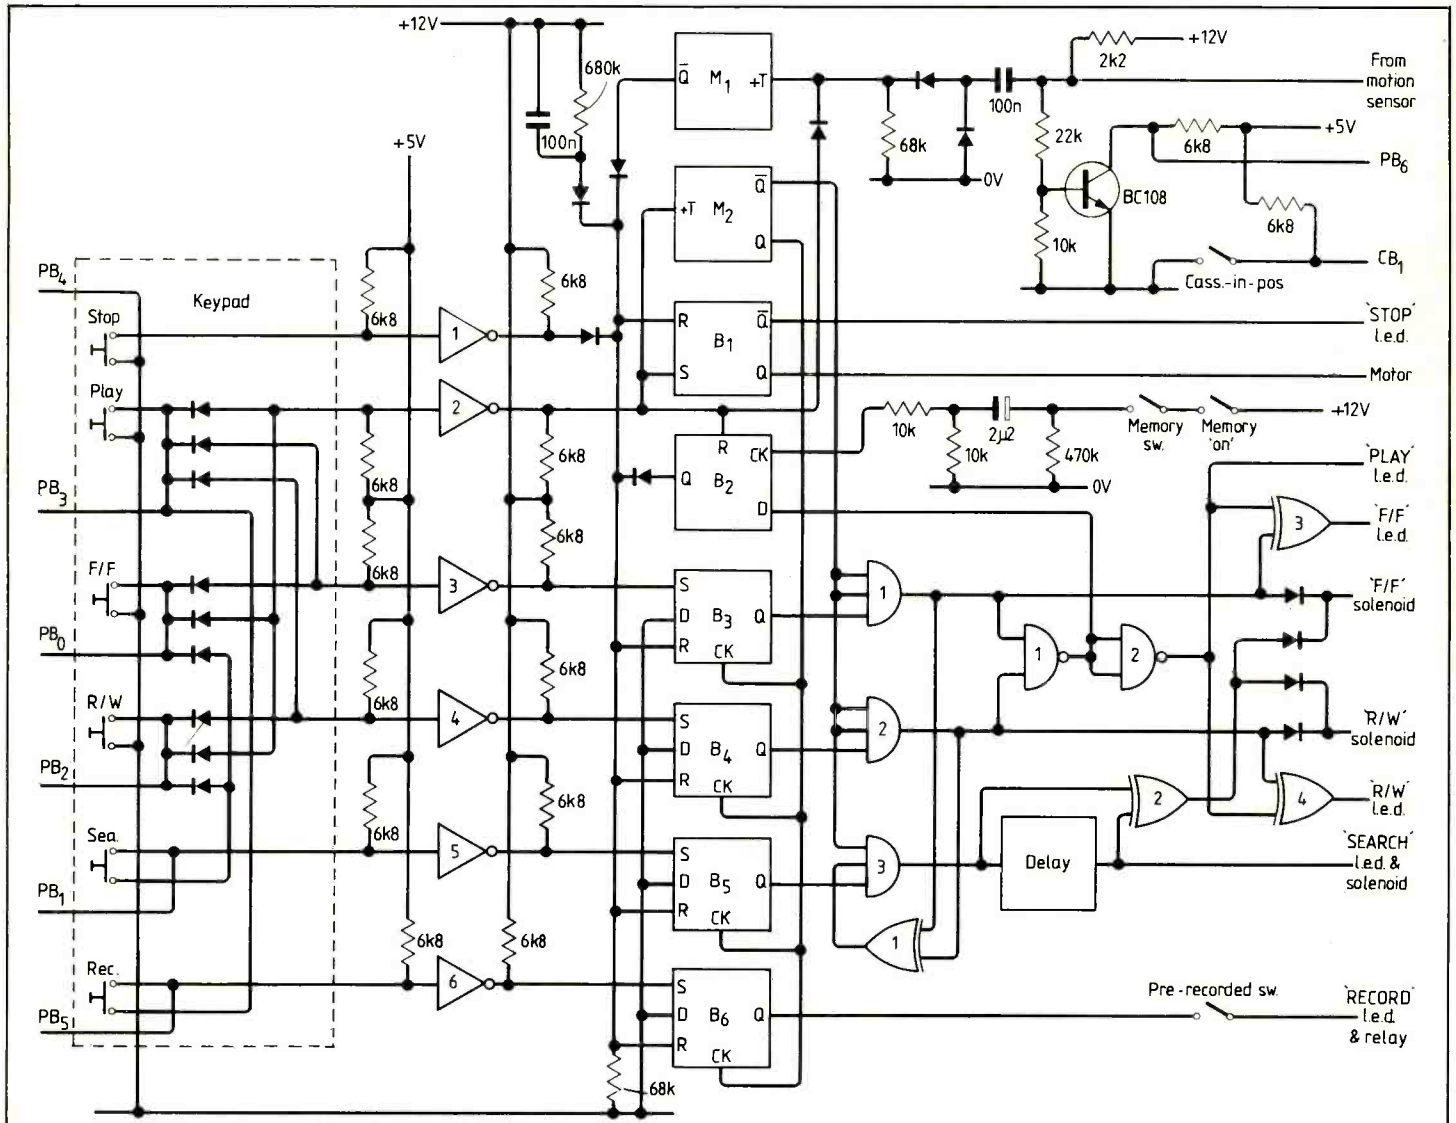 +12V
680k
100n
+5V
Q̅ M1 +T
100n
68k
0V
2k2
+12V
From
motion
sensor
22k
10k
BC108
6k8
+5V
PB6
6k8
CB1
Cass.-in-pos
+T M2 Q̅
Q
PB4
Keypad
Stop
6k8
1
6k8
R B1 Q̅
S Q
'STOP'
l.e.d.
Motor
Play
2
6k8
6k8
R
CK
Q B2
D
10k
10k
2µ2
470k
0V
Memory
sw.
Memory
'on'
+12V
'PLAY'
l.e.d.
PB3
6k8
3
'F/F'
l.e.d.
F/F
3
S
D B3 Q
R
CK
1
'F/F'
solenoid
PB0
6k8
6k8
1
2
R/W
4
S
D B4 Q
R
CK
2
'R/W'
solenoid
PB2
6k8
6k8
2
4
'R/W'
l.e.d.
Sea.
5
S
D B5 Q
R
CK
3
Delay
'SEARCH'
l.e.d. &
solenoid
PB1
6k8
6k8
1
Rec.
6
S
D B6 Q
R
CK
Pre-recorded sw.
'RECORD'
l.e.d.
& relay
PB5
68k